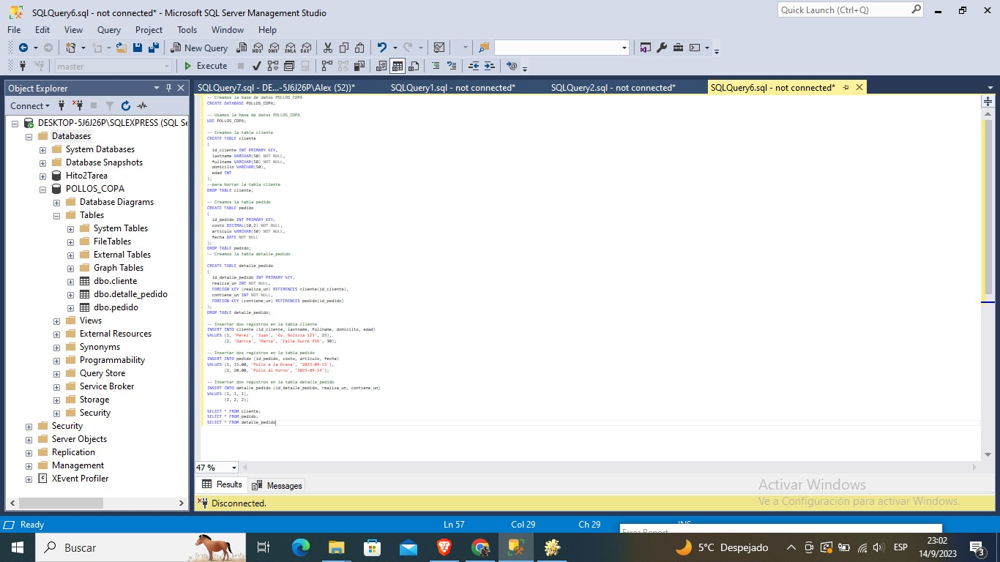 SQLQuery6.sql - not connected* - Microsoft SQL Server Management Studio
Quick Launch (Ctrl+Q)
File Edit View Query Project Tools Window Help
New Query
MDX DMX XMLA DAX
master
Execute
Object Explorer
SQLQuery7.sql - DE...-5J6J26P\Alex (52))*
SQLQuery1.sql - not connected*
SQLQuery2.sql - not connected*
SQLQuery6.sql - not connected*
Connect
DESKTOP-5J6J26P\SQLEXPRESS (SQL Se
Databases
System Databases
Database Snapshots
Hito2Tarea
POLLOS_COPA
Database Diagrams
Tables
System Tables
FileTables
External Tables
Graph Tables
dbo.cliente
dbo.detalle_pedido
dbo.pedido
Views
External Resources
Synonyms
Programmability
Query Store
Service Broker
Storage
Security
Security
Server Objects
Replication
Management
XEvent Profiler
-- Creamos la base de datos POLLOS_COPA
CREATE DATABASE POLLOS_COPA;
-- Usamos la base de datos POLLOS_COPA
USE POLLOS_COPA;
-- Creamos la tabla cliente
CREATE TABLE cliente
(
id_cliente INT PRIMARY KEY,
lastname VARCHAR(50) NOT NULL,
fullname VARCHAR(50) NOT NULL,
domicilio VARCHAR(50),
edad INT
);
--para borrar la tabla cliente
DROP TABLE cliente;
-- Creamos la tabla pedido
CREATE TABLE pedido
(
id_pedido INT PRIMARY KEY,
costo DECIMAL(10,2) NOT NULL,
articulo VARCHAR(50) NOT NULL,
fecha DATE NOT NULL
);
DROP TABLE pedido;
-- Creamos la tabla detalle_pedido
CREATE TABLE detalle_pedido
(
id_detalle_pedido INT PRIMARY KEY,
realiza_un INT NOT NULL,
FOREIGN KEY (realiza_un) REFERENCES cliente(id_cliente),
contiene_un INT NOT NULL,
FOREIGN KEY (contiene_un) REFERENCES pedido(id_pedido)
);
DROP TABLE detalle_pedido;
-- Insertar dos registros en la tabla cliente
INSERT INTO cliente (id_cliente, lastname, fullname, domicilio, edad)
VALUES (1, 'Perez', 'Juan', 'Av. Bolivia 123', 25),
(2, 'Garcia', 'Maria', 'Calle Sucre 456', 30);
-- Insertar dos registros en la tabla pedido
INSERT INTO pedido (id_pedido, costo, articulo, fecha)
VALUES (1, 15.00, 'Pollo a la brasa', '2023-09-13'),
(2, 20.00, 'Pollo al horno', '2023-09-14');
-- Insertar dos registros en la tabla detalle_pedido
INSERT INTO detalle_pedido (id_detalle_pedido, realiza_un, contiene_un)
VALUES (1, 1, 1),
(2, 2, 2);
SELECT * FROM cliente;
SELECT * FROM pedido;
SELECT * FROM detalle_pedido
47 %
Results Messages
Activar Windows
Ve a Configuración para activar Windows.
Disconnected.
Ready Ln 57 Col 29 Ch 29 INS
Error Report
Buscar
5°C Despejado
ESP
23:02
14/9/2023
3